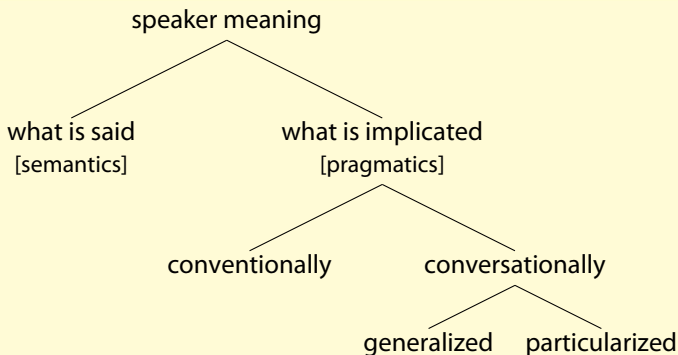 speaker meaning
what is said
[semantics]
what is implicated
[pragmatics]
conventionally
conversationally
generalized
particularized